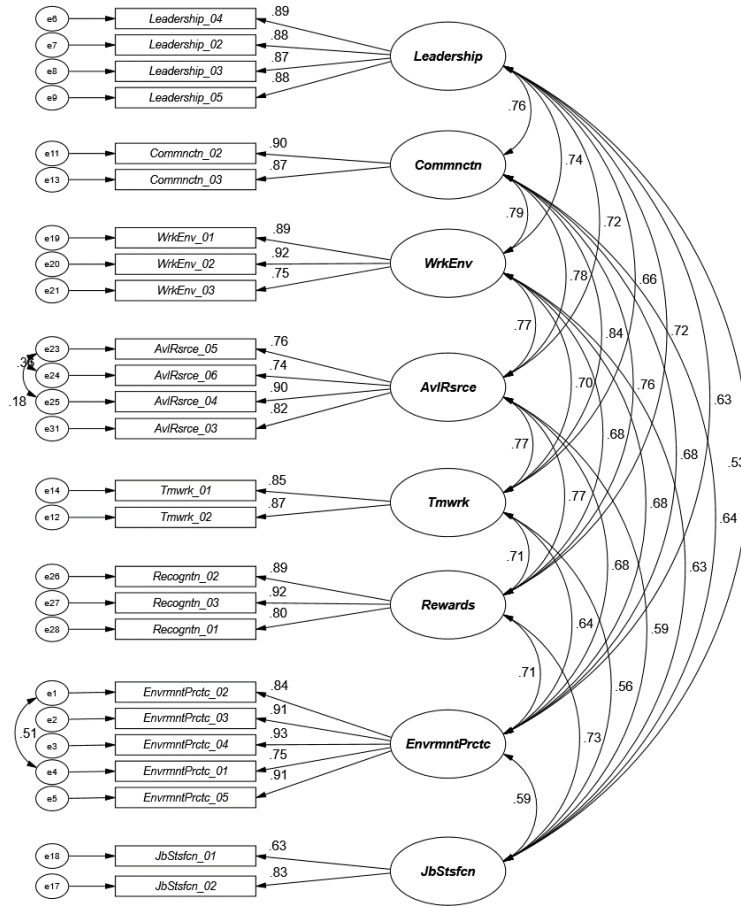 e6 Leadership_04 .89
e7 Leadership_02 .88
e8 Leadership_03 .87
e9 Leadership_05 .88
Leadership
.76
e11 Commnctn_02 .90
e13 Commnctn_03 .87
Commnctn
.74
.79
.72
e19 WrkEnv_01 .89
e20 WrkEnv_02 .92
e21 WrkEnv_03 .75
WrkEnv
.78
.66
.77
.84
.72
e23 AvlRsrce_05 .76
e24 AvlRsrce_06 .74
e25 AvlRsrce_04 .90
e31 AvlRsrce_03 .82
.18
AvlRsrce
.70
.76
.63
.77
.68
.68
.53
e14 Tmwrk_01 .85
e12 Tmwrk_02 .87
Tmwrk
.77
.68
.64
.71
.68
.63
e26 Recogntn_02 .89
e27 Recogntn_03 .92
e28 Recogntn_01 .80
Rewards
.64
.59
.71
.56
e1 EnvrmntPrctc_02 .84
e2 EnvrmntPrctc_03 .91
e3 EnvrmntPrctc_04 .93
e4 EnvrmntPrctc_01 .75
e5 EnvrmntPrctc_05 .91
.51
EnvrmntPrctc
.73
.59
e18 JbStsfcn_01 .63
e17 JbStsfcn_02 .83
JbStsfcn